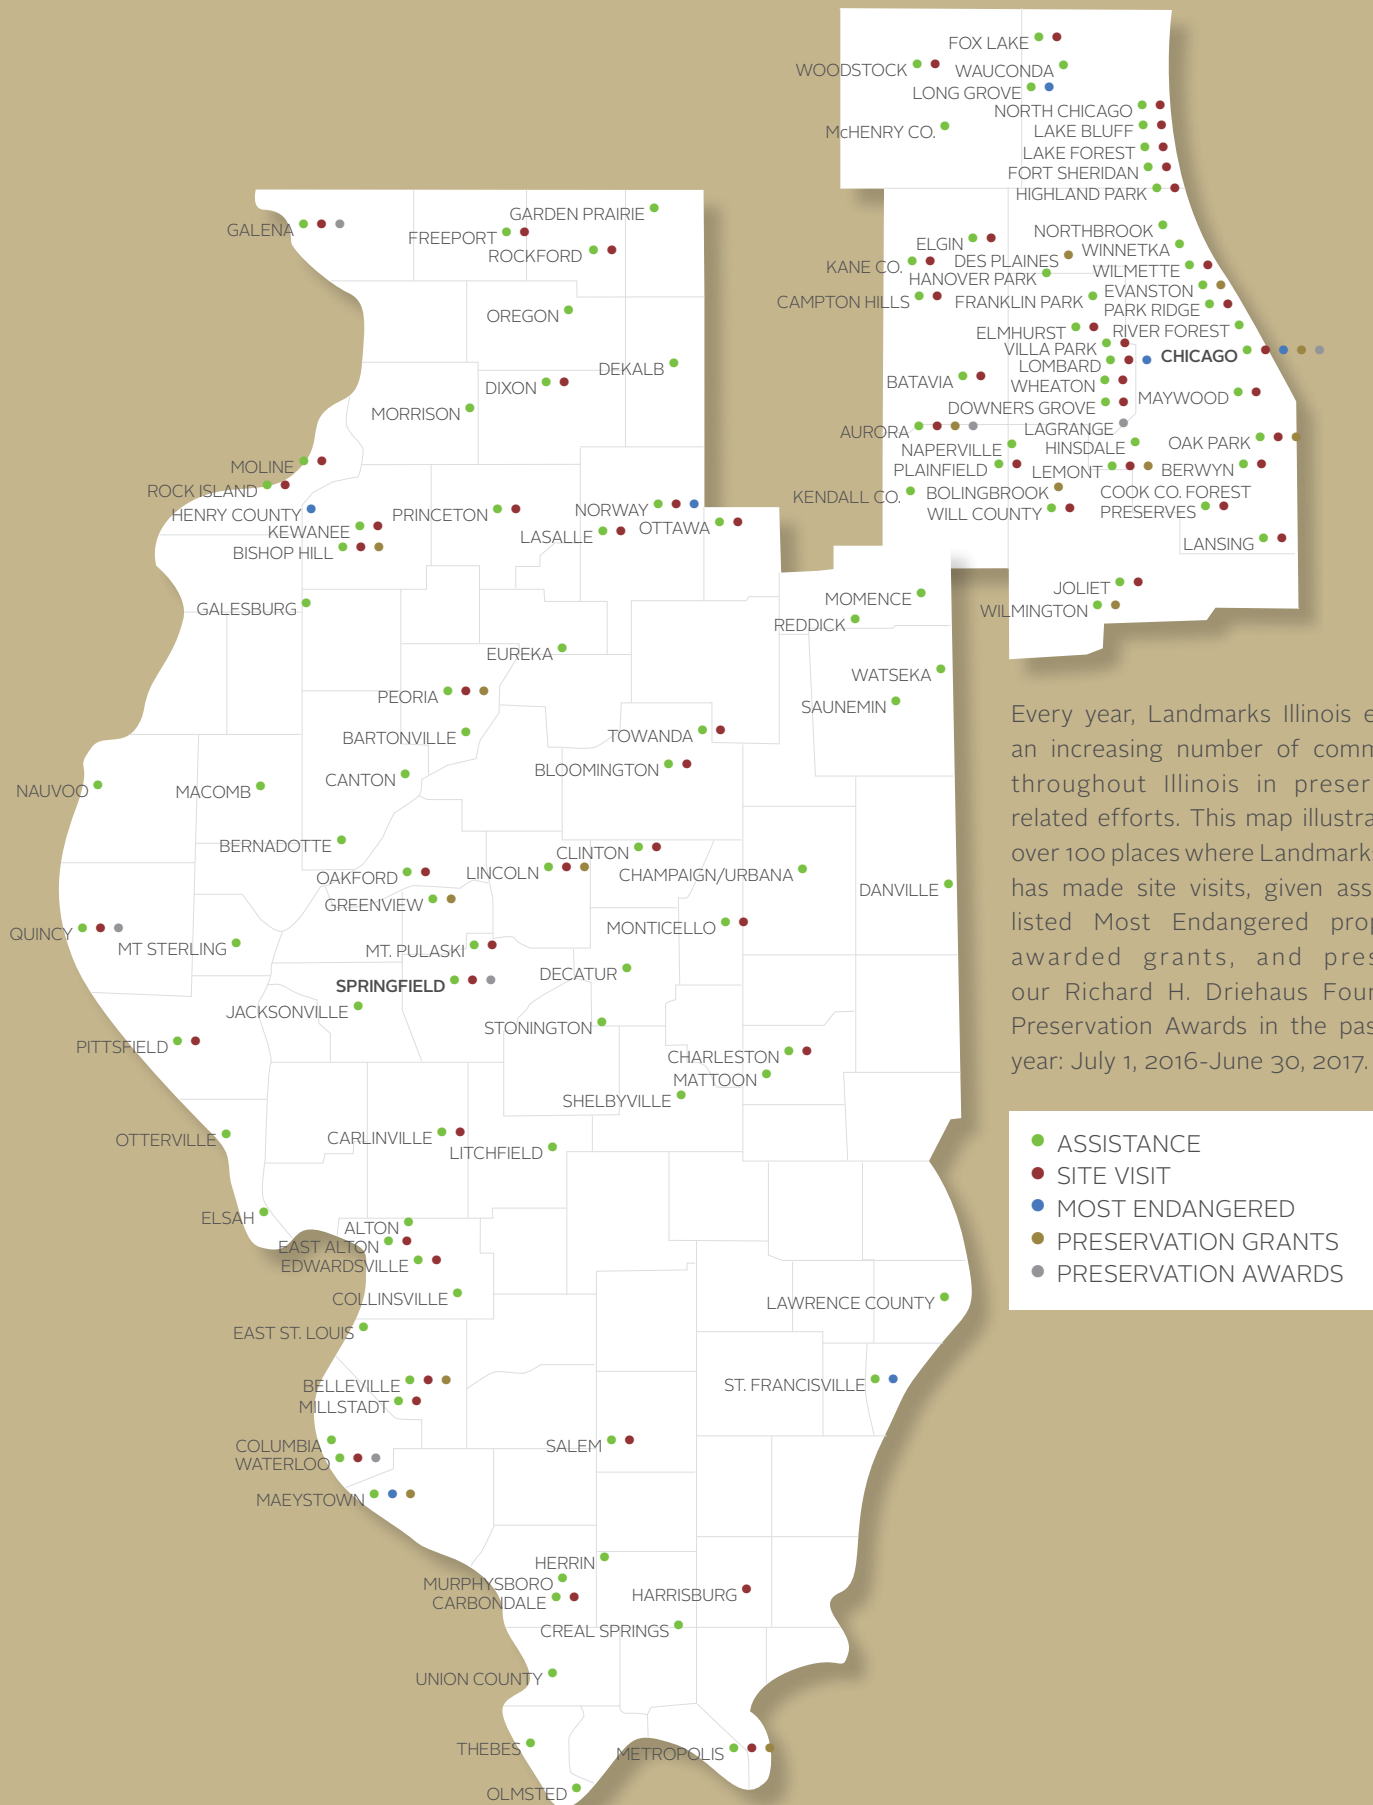 FOX LAKE
WOODSTOCK
WAUCONDA
LONG GROVE
NORTH CHICAGO
McHENRY CO.
LAKE BLUFF
LAKE FOREST
FORT SHERIDAN
HIGHLAND PARK
NORTHBROOK
ELGIN
WINNETKA
DES PLAINES
KANE CO.
WILMETTE
HANOVER PARK
EVANSTON
CAMPTON HILLS
FRANKLIN PARK
PARK RIDGE
ELMHURST
RIVER FOREST
VILLA PARK
CHICAGO
LOMBARD
BATAVIA
WHEATON
MAYWOOD
DOWNERS GROVE
AURORA
LAGRANGE
NAPERVILLE
HINSDALE
OAK PARK
PLAINFIELD
LEMONT
BERWYN
KENDALL CO.
BOLINGBROOK
COOK CO. FOREST
PRESERVES
WILL COUNTY
LANSING
JOLIET
WILMINGTON
GALENA
GARDEN PRAIRIE
FREEPORT
ROCKFORD
OREGON
DEKALB
DIXON
MORRISON
MOLINE
ROCK ISLAND
HENRY COUNTY
PRINCETON
NORWAY
KEWANEE
LASALLE
OTTAWA
BISHOP HILL
GALESBURG
MOMENCE
REDDICK
EUREKA
WATSEKA
PEORIA
SAUNEMIN
BARTONVILLE
TOWANDA
BLOOMINGTON
CANTON
NAUVOO
MACOMB
BERNADOTTE
CLINTON
OAKFORD
LINCOLN
CHAMPAIGN/URBANA
DANVILLE
GREENVIEW
QUINCY
MT STERLING
MONTICELLO
MT. PULASKI
DECATUR
SPRINGFIELD
JACKSONVILLE
STONINGTON
PITTSFIELD
CHARLESTON
MATTOON
SHELBYVILLE
OTTERVILLE
CARLINVILLE
LITCHFIELD
ELSAH
ALTON
EAST ALTON
EDWARDSVILLE
COLLINSVILLE
LAWRENCE COUNTY
EAST ST. LOUIS
BELLEVILLE
ST. FRANCISVILLE
MILLSTADT
COLUMBIA
SALEM
WATERLOO
MAEYSTOWN
HERRIN
MURPHYSBORO
HARRISBURG
CARBONDALE
CREAL SPRINGS
UNION COUNTY
THEBES
METROPOLIS
OLMSTED
Every year, Landmarks Illinois e
an increasing number of comm
throughout Illinois in preser
related efforts. This map illustra
over 100 places where Landmark
has made site visits, given ass
listed Most Endangered prop
awarded grants, and pres
our Richard H. Driehaus Four
Preservation Awards in the pas
year: July 1, 2016-June 30, 2017.
ASSISTANCE
SITE VISIT
MOST ENDANGERED
PRESERVATION GRANTS
PRESERVATION AWARDS